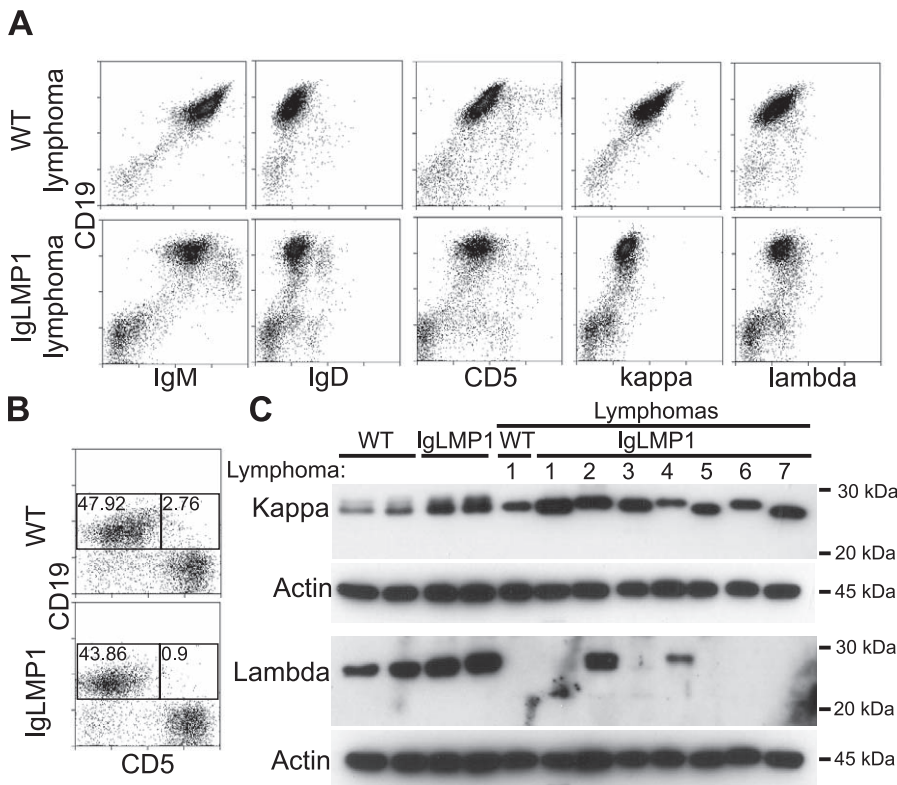 A
WT
lymphoma
IgLMP1
lymphoma
CD19
IgM
IgD
CD5
kappa
lambda
B
WT
IgLMP1
CD19
47.92
2.76
43.86
0.9
CD5
C
Lymphomas
WT
IgLMP1
WT
IgLMP1
Lymphoma:
1
1
2
3
4
5
6
7
Kappa
30 kDa
20 kDa
Actin
45 kDa
Lambda
30 kDa
20 kDa
Actin
45 kDa